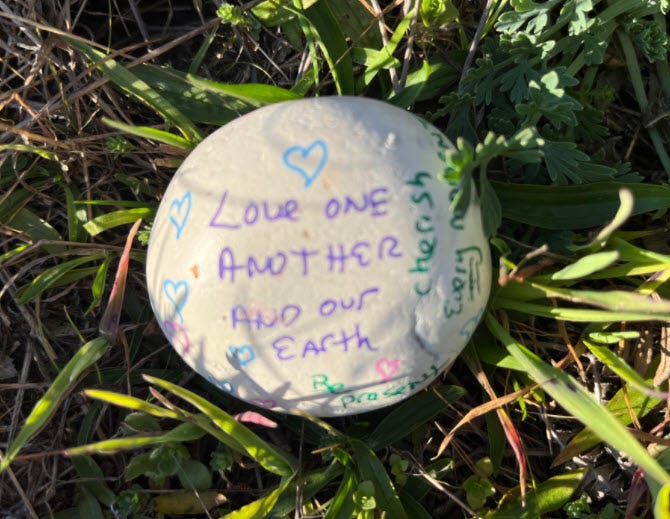 Love ONE
ANOTHER
AND our
Earth
cherish
Every
Be
present